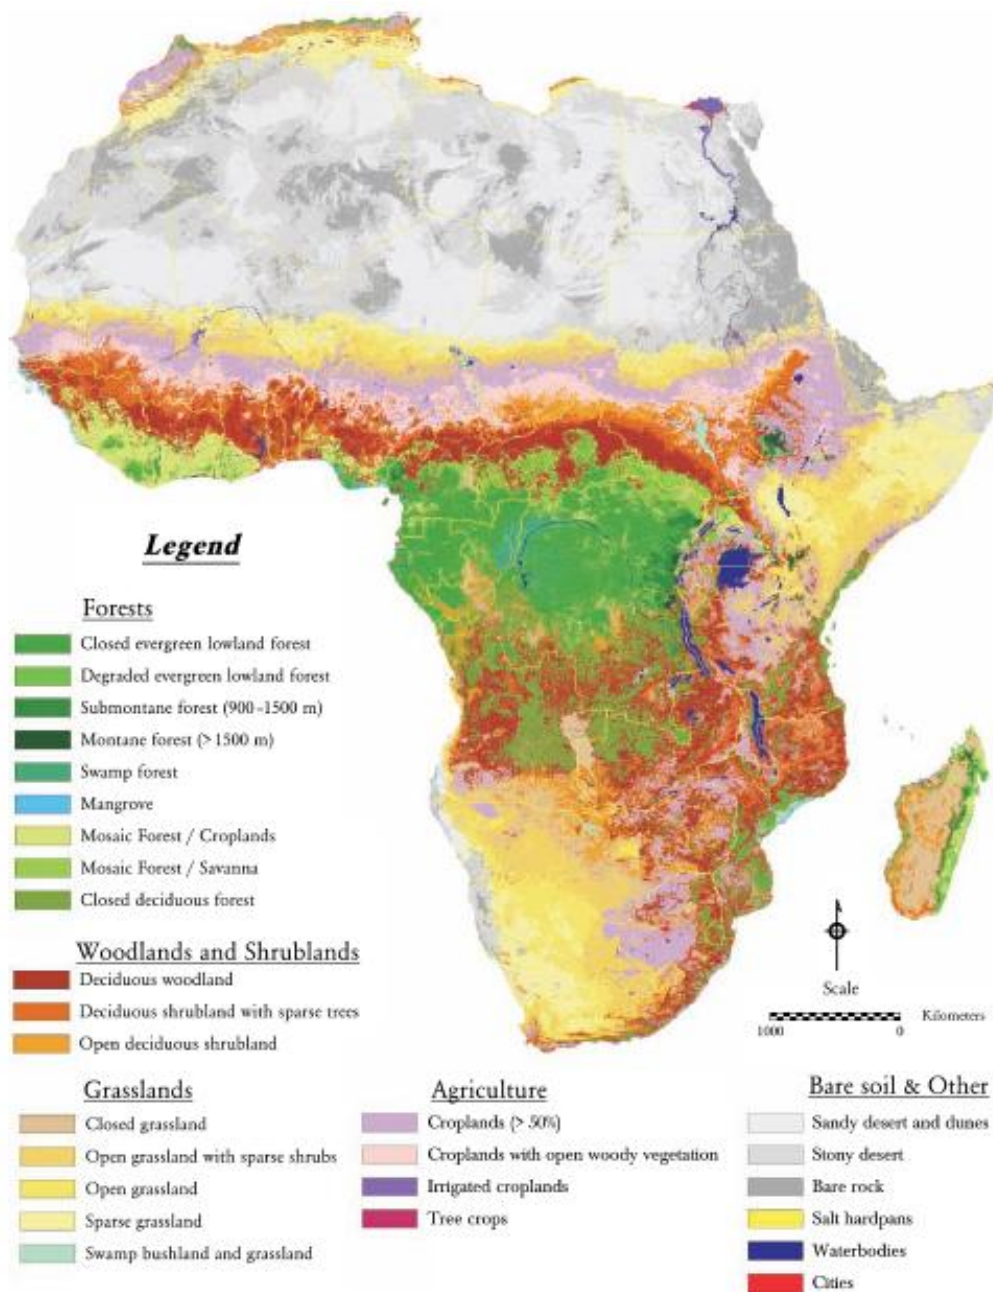 Legend
Forests
Closed evergreen lowland forest
Degraded evergreen lowland forest
Submontane forest (900-1500 m)
Montane forest (> 1500 m)
Swamp forest
Mangrove
Mosaic Forest / Croplands
Mosaic Forest / Savanna
Closed deciduous forest
Woodlands and Shrublands
Deciduous woodland
Deciduous shrubland with sparse trees
Open deciduous shrubland
Scale
Kilometers
1000 0
Grasslands
Closed grassland
Open grassland with sparse shrubs
Open grassland
Sparse grassland
Swamp bushland and grassland
Agriculture
Croplands (> 50%)
Croplands with open woody vegetation
Irrigated croplands
Tree crops
Bare soil & Other
Sandy desert and dunes
Stony desert
Bare rock
Salt hardpans
Waterbodies
Cities